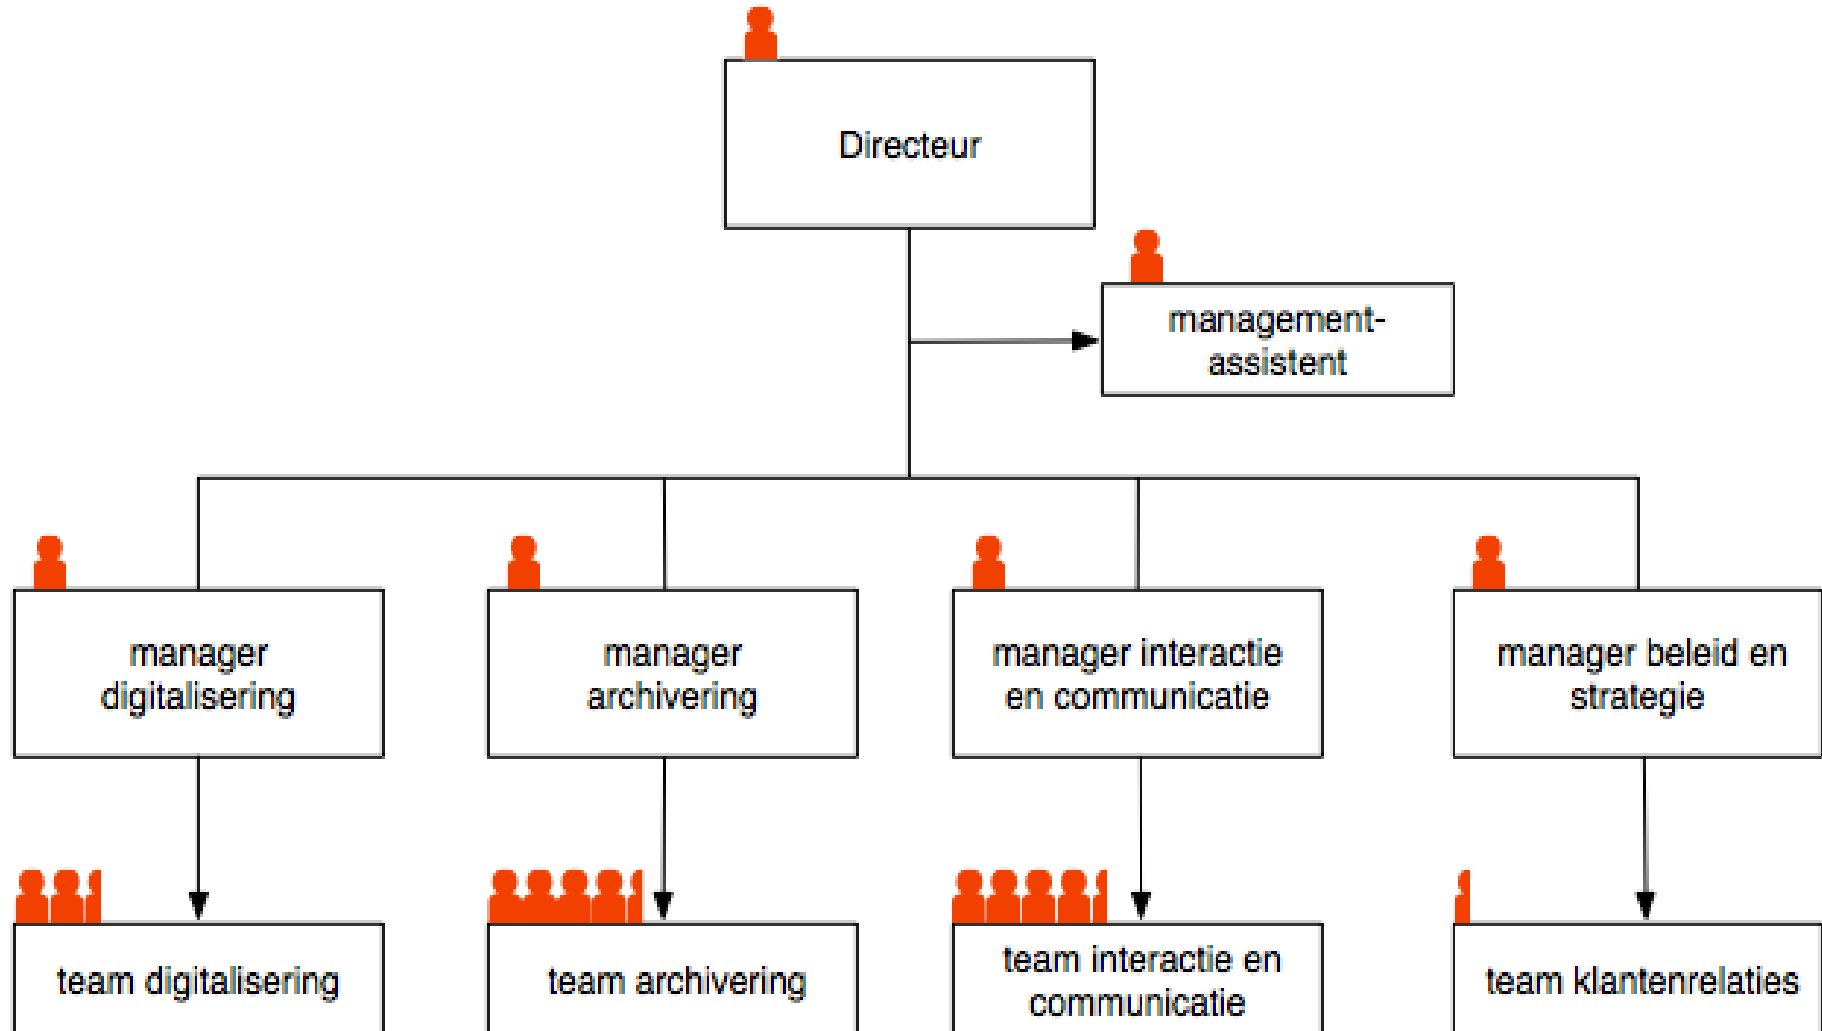 Directeur
management-
assistent
manager
digitalisering
manager
archivering
manager interactie
en communicatie
manager beleid en
strategie
team digitalisering
team archivering
team interactie en
communicatie
team klantenrelaties